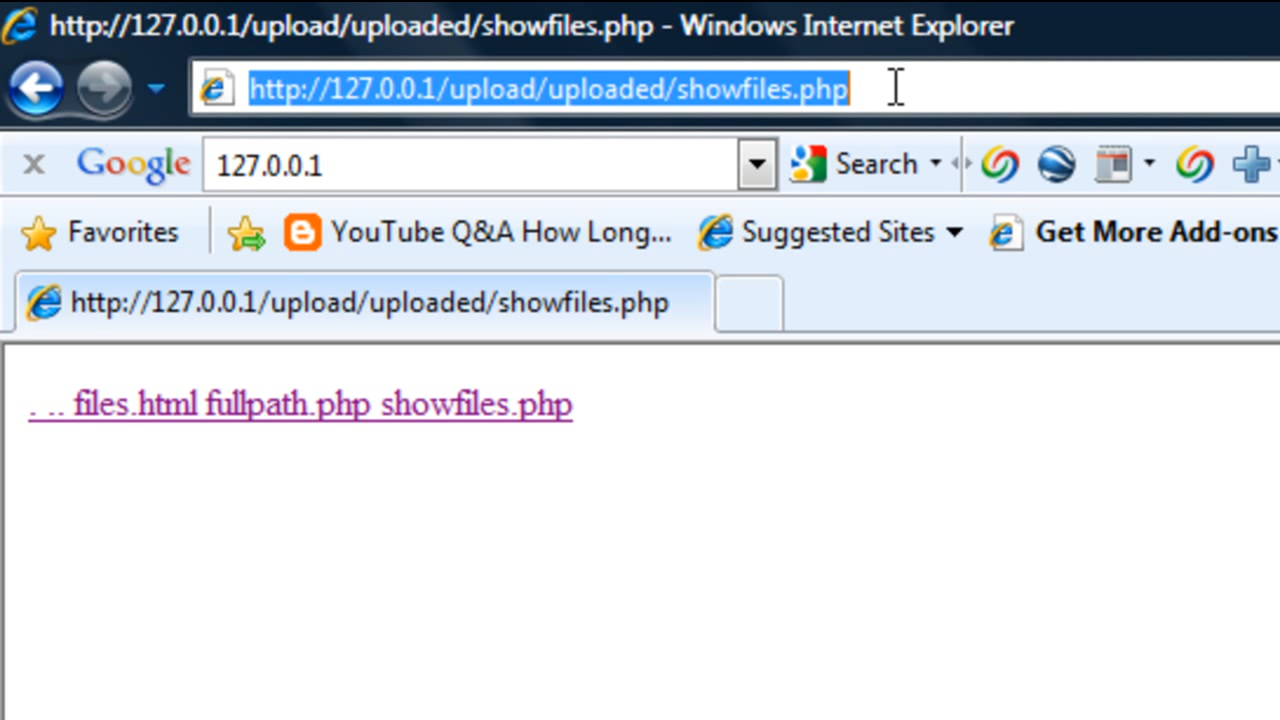 http://127.0.0.1/upload/uploaded/showfiles.php - Windows Internet Explorer
http://127.0.0.1/upload/uploaded/showfiles.php
Google 127.0.0.1 Search
Favorites YouTube Q&A How Long... Suggested Sites Get More Add-ons
http://127.0.0.1/upload/uploaded/showfiles.php
. .. files.html fullpath.php showfiles.php